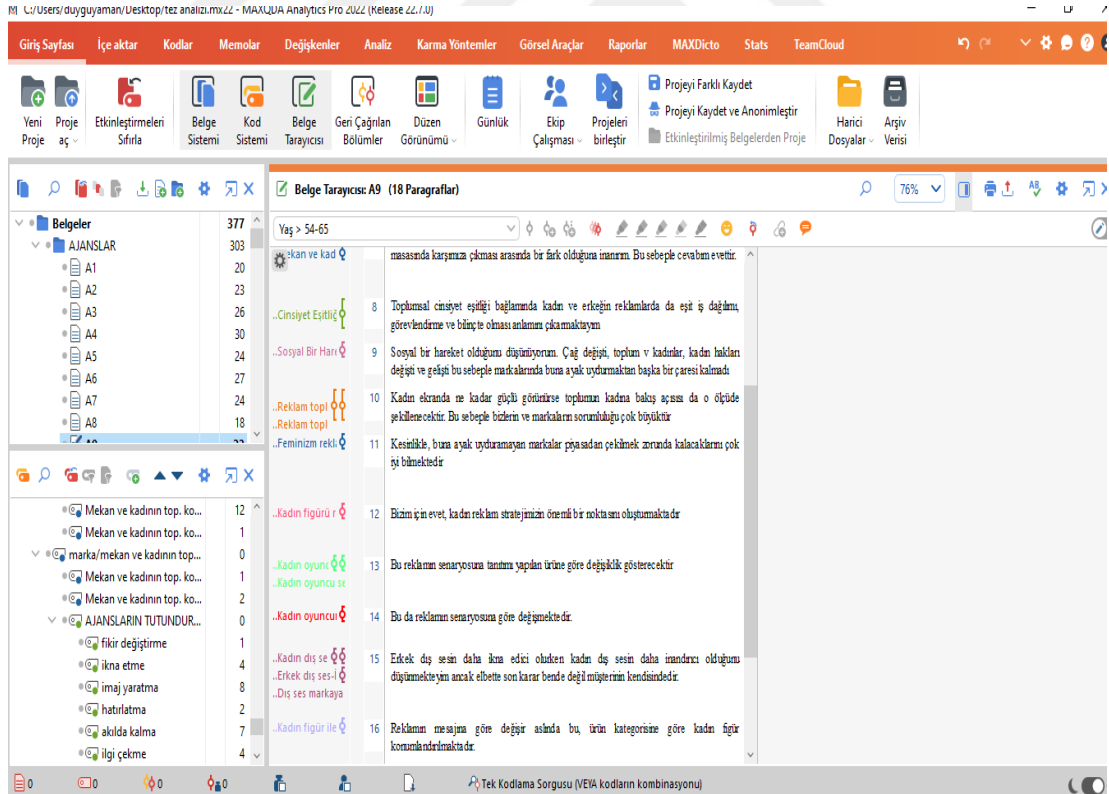 C:/Users/duyguyaman/Desktop/tez analizi.mx22 - MAXQDA Analytics Pro 2022 (Release 22.7.0)
Giriş Sayfası İçe aktar Kodlar Memolar Değişkenler Analiz Karma Yöntemler Görsel Araçlar Raporlar MAXDicto Stats TeamCloud
Yeni Proje
Proje aç
Etkinleştirmeleri Sıfırla
Belge Sistemi
Kod Sistemi
Belge Tarayıcısı
Geri Çağrılan Bölümler
Düzen Görünümü
Günlük
Ekip Çalışması
Projeleri birleştir
Projeyi Farklı Kaydet
Projeyi Kaydet ve Anonimleştir
Etkinleştirilmiş Belgelerden Proje
Harici Dosyalar
Arşiv Verisi
Belgeler 377
AJANSLAR 303
A1 20
A2 23
A3 26
A4 30
A5 24
A6 27
A7 24
A8 18
Mekan ve kadının top. ko... 12
Mekan ve kadının top. ko... 1
marka/mekan ve kadının top... 0
Mekan ve kadının top. ko... 1
Mekan ve kadının top. ko... 2
AJANSLARIN TUTUNDUR... 0
fikir değiştirme 1
ikna etme 4
imaj yaratma 8
hatırlatma 2
akılda kalma 7
ilgi çekme 4
Belge Tarayıcısı: A9 (18 Paragraflar)
76%
Yaş > 54-65
ekan ve kad
masasında karşımıza çıkması arasında bir fark olduğuna inanırım. Bu sebeple cevabım evettir.
..Cinsiyet Eşitliğ
8 Toplumsal cinsiyet eşitliği bağlamında kadın ve erkeğin reklamlarda da eşit iş dağılımı,
görevlendirme ve bilinçte olması anlamını çıkarmaktayım
..Sosyal Bir Hare
9 Sosyal bir hareket olduğunu düşünüyorum. Çağ değişti, toplum v kadınlar, kadın hakları
değişti ve gelişti bu sebeple markalarında buna ayak uydurmaktan başka bir çaresi kalmadı
..Reklam topl
..Reklam topl
10 Kadın ekranda ne kadar güçlü görünürse toplumun kadına bakış açısı da o ölçüde
şekillenecektir. Bu sebeple bizlerin ve markaların sorumluluğu çok büyüktür
..Feminizm rekl
11 Kesinlikle, buna ayak uyduramayan markalar piyasadan çekilmek zorunda kalacaklarını çok
iyi bilmektedir
..Kadın figürü r
12 Bizim için evet, kadın reklam stratejimizin önemli bir noktasını oluşturmaktadır
..Kadın oyunc
..Kadın oyuncu se
13 Bu reklamın senaryosuna tanıtımı yapılan ürüne göre değişiklik gösterecektir
..Kadın oyuncu
14 Bu da reklamın senaryosuna göre değişmektedir.
..Kadın dış se
..Erkek dış ses-İ
..Dış ses markaya
15 Erkek dış sesin daha ikna edici olurken kadın dış sesin daha inandırıcı olduğunu
düşünmekteyim ancak elbette son karar bende değil müşterinin kendisindedir.
..Kadın figür ile
16 Reklamın mesajına göre değişir aslında bu, ürün kategorisine göre kadın figür
konumlandırılmaktadır.
0 0 0 0
Tek Kodlama Sorgusu (VEYA kodların kombinasyonu)